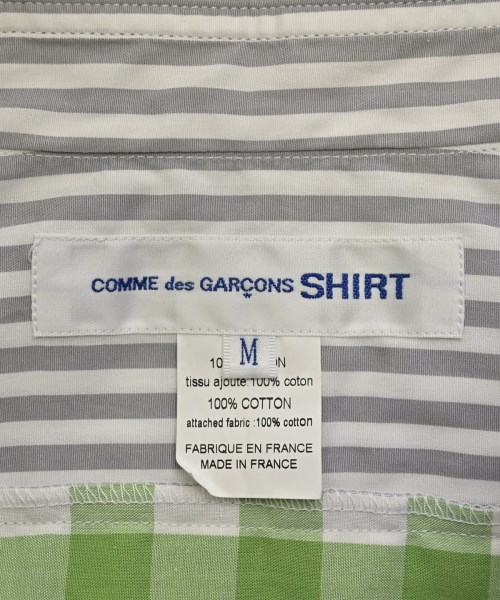 COMME des GARÇONS SHIRT
M
tissu ajoute:100% coton
100% COTTON
attached fabric :100% cotton
FABRIQUE EN FRANCE
MADE IN FRANCE